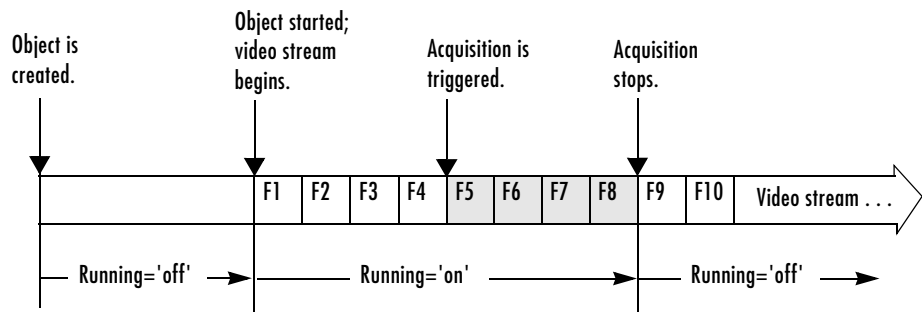 Object is
created.
Object started;
video stream
begins.
Acquisition is
triggered.
Acquisition
stops.
F1 F2 F3 F4 F5 F6 F7 F8 F9 F10 Video stream . . .
Running='off' Running='on' Running='off'